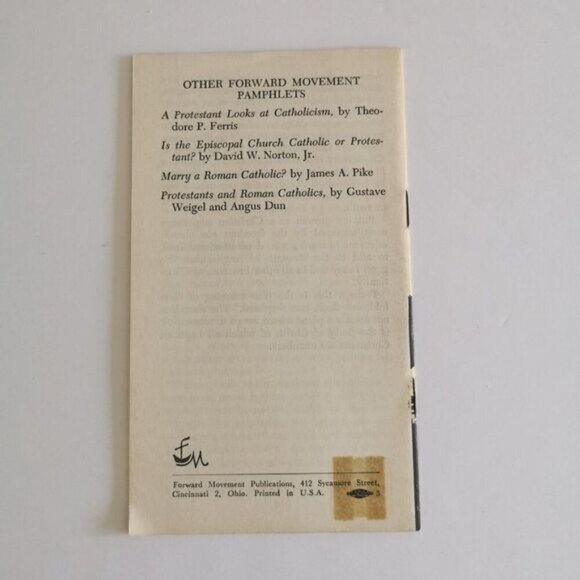 OTHER FORWARD MOVEMENT
PAMPHLETS
A Protestant Looks at Catholicism, by Theo-
dore P. Ferris
Is the Episcopal Church Catholic or Protes-
tant? by David W. Norton, Jr.
Marry a Roman Catholic? by James A. Pike
Protestants and Roman Catholics, by Gustave
Weigel and Angus Dun
FM
Forward Movement Publications, 412 Sycamore Street,
Cincinnati 2, Ohio. Printed in U.S.A.